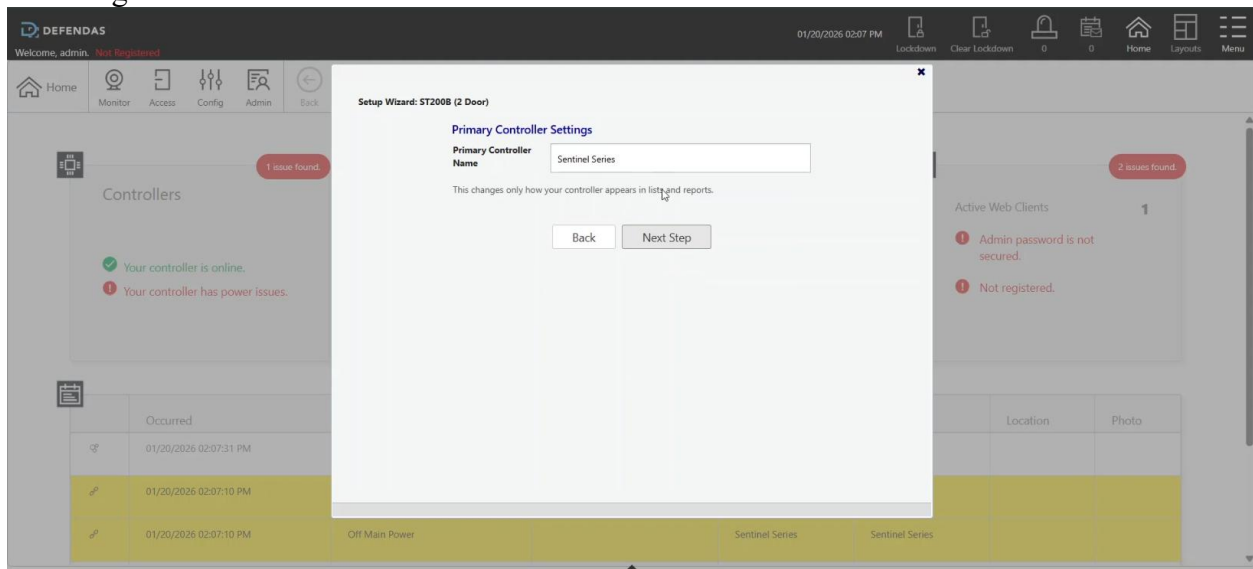 DEFENDAS
Welcome, admin. Not Registered
01/20/2026 02:07 PM
Lockdown
Clear Lockdown
0
0
Home
Layouts
Menu
Home
Monitor
Access
Config
Admin
Back
Setup Wizard: ST200B (2 Door)
Primary Controller Settings
Primary Controller
Name
Sentinel Series
This changes only how your controller appears in lists and reports.
Back
Next Step
1 issue found.
Controllers
Your controller is online.
Your controller has power issues.
2 issues found.
Active Web Clients
1
Admin password is not
secured.
Not registered.
Occurred
Location
Photo
01/20/2026 02:07:31 PM
01/20/2026 02:07:10 PM
01/20/2026 02:07:10 PM
Off Main Power
Sentinel Series
Sentinel Series